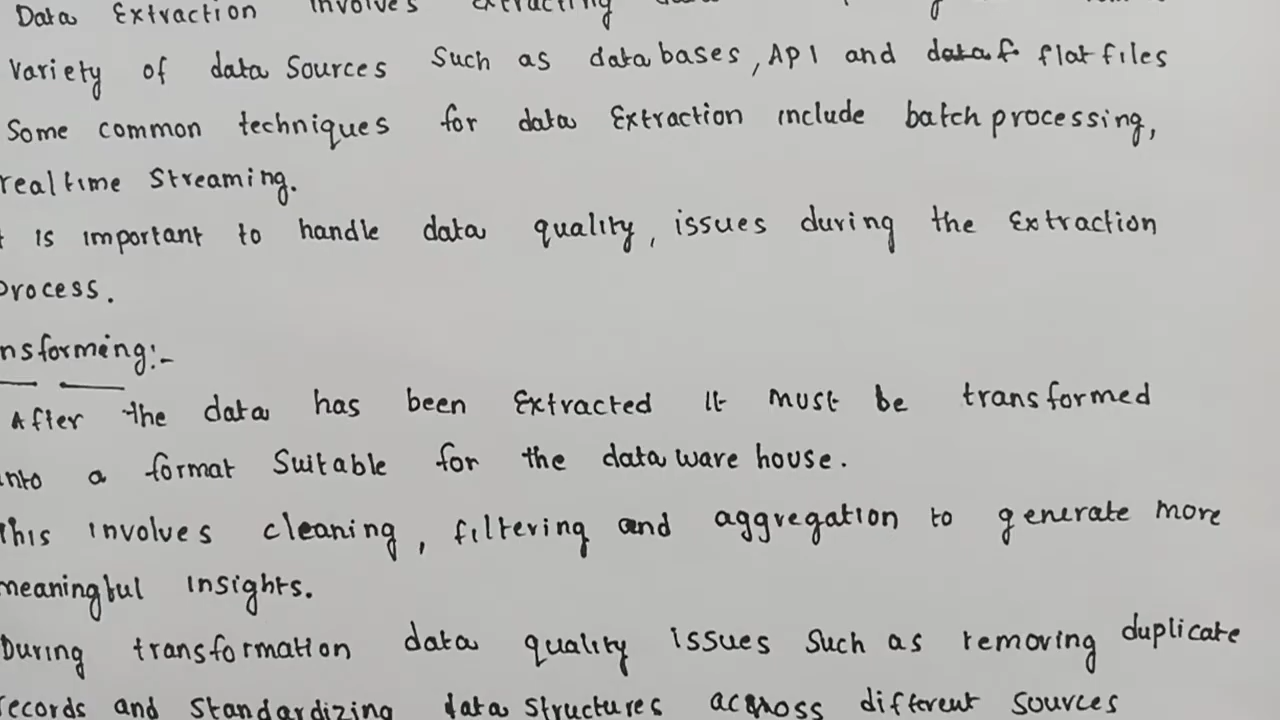 Data Extraction involves extracting
Variety of data Sources Such as databases, API and data f flat files
Some common techniques for data Extraction include batch processing,
real time Streaming.
is important to handle data quality, issues during the Extraction
process.
nsforming:-
After the data has been Extracted it must be transformed
into a format Suitable for the data ware house.
This involves cleaning, filtering and aggregation to generate more
meaningful insights.
During transformation data quality issues Such as removing duplicate
records and standardizing data structures across different sources